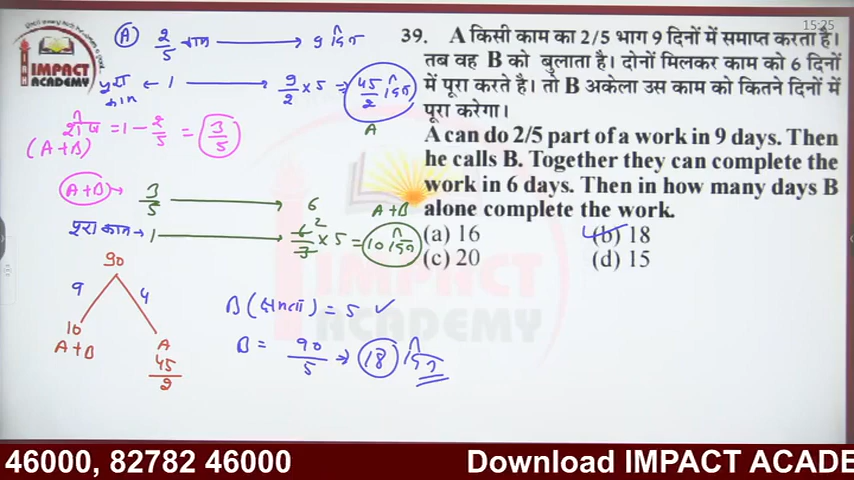 15:25
IMPACT
ACADEMY
39. A किसी काम का 2/5 भाग 9 दिनों में समाप्त करता है।
तब वह B को बुलाता है। दोनों मिलकर काम को 6 दिनों
में पूरा करते है। तो B अकेला उस काम को कितने दिनों में
पूरा करेगा।
A can do 2/5 part of a work in 9 days. Then
he calls B. Together they can complete the
work in 6 days. Then in how many days B
alone complete the work.
(a) 16 (b) 18
(c) 20 (d) 15
(A) 2/5 काम → 9 दिन
पूरा काम ← 1 → 9/2 × 5 = 45/2 दिन
A
शेष = 1 - 2/5 = 3/5
(A+B)
(A+B) → 3/5 → 6
A+B
पूरा काम → 1 → 6/3 2 × 5 = 10 दिन
90
9 4
10 A
A+B 45/2
B (क्षमता) = 5 ✓
B = 90/5 ⇒ 18 दिन
IMPACT
ACADEMY
46000, 82782 46000 Download IMPACT ACADE